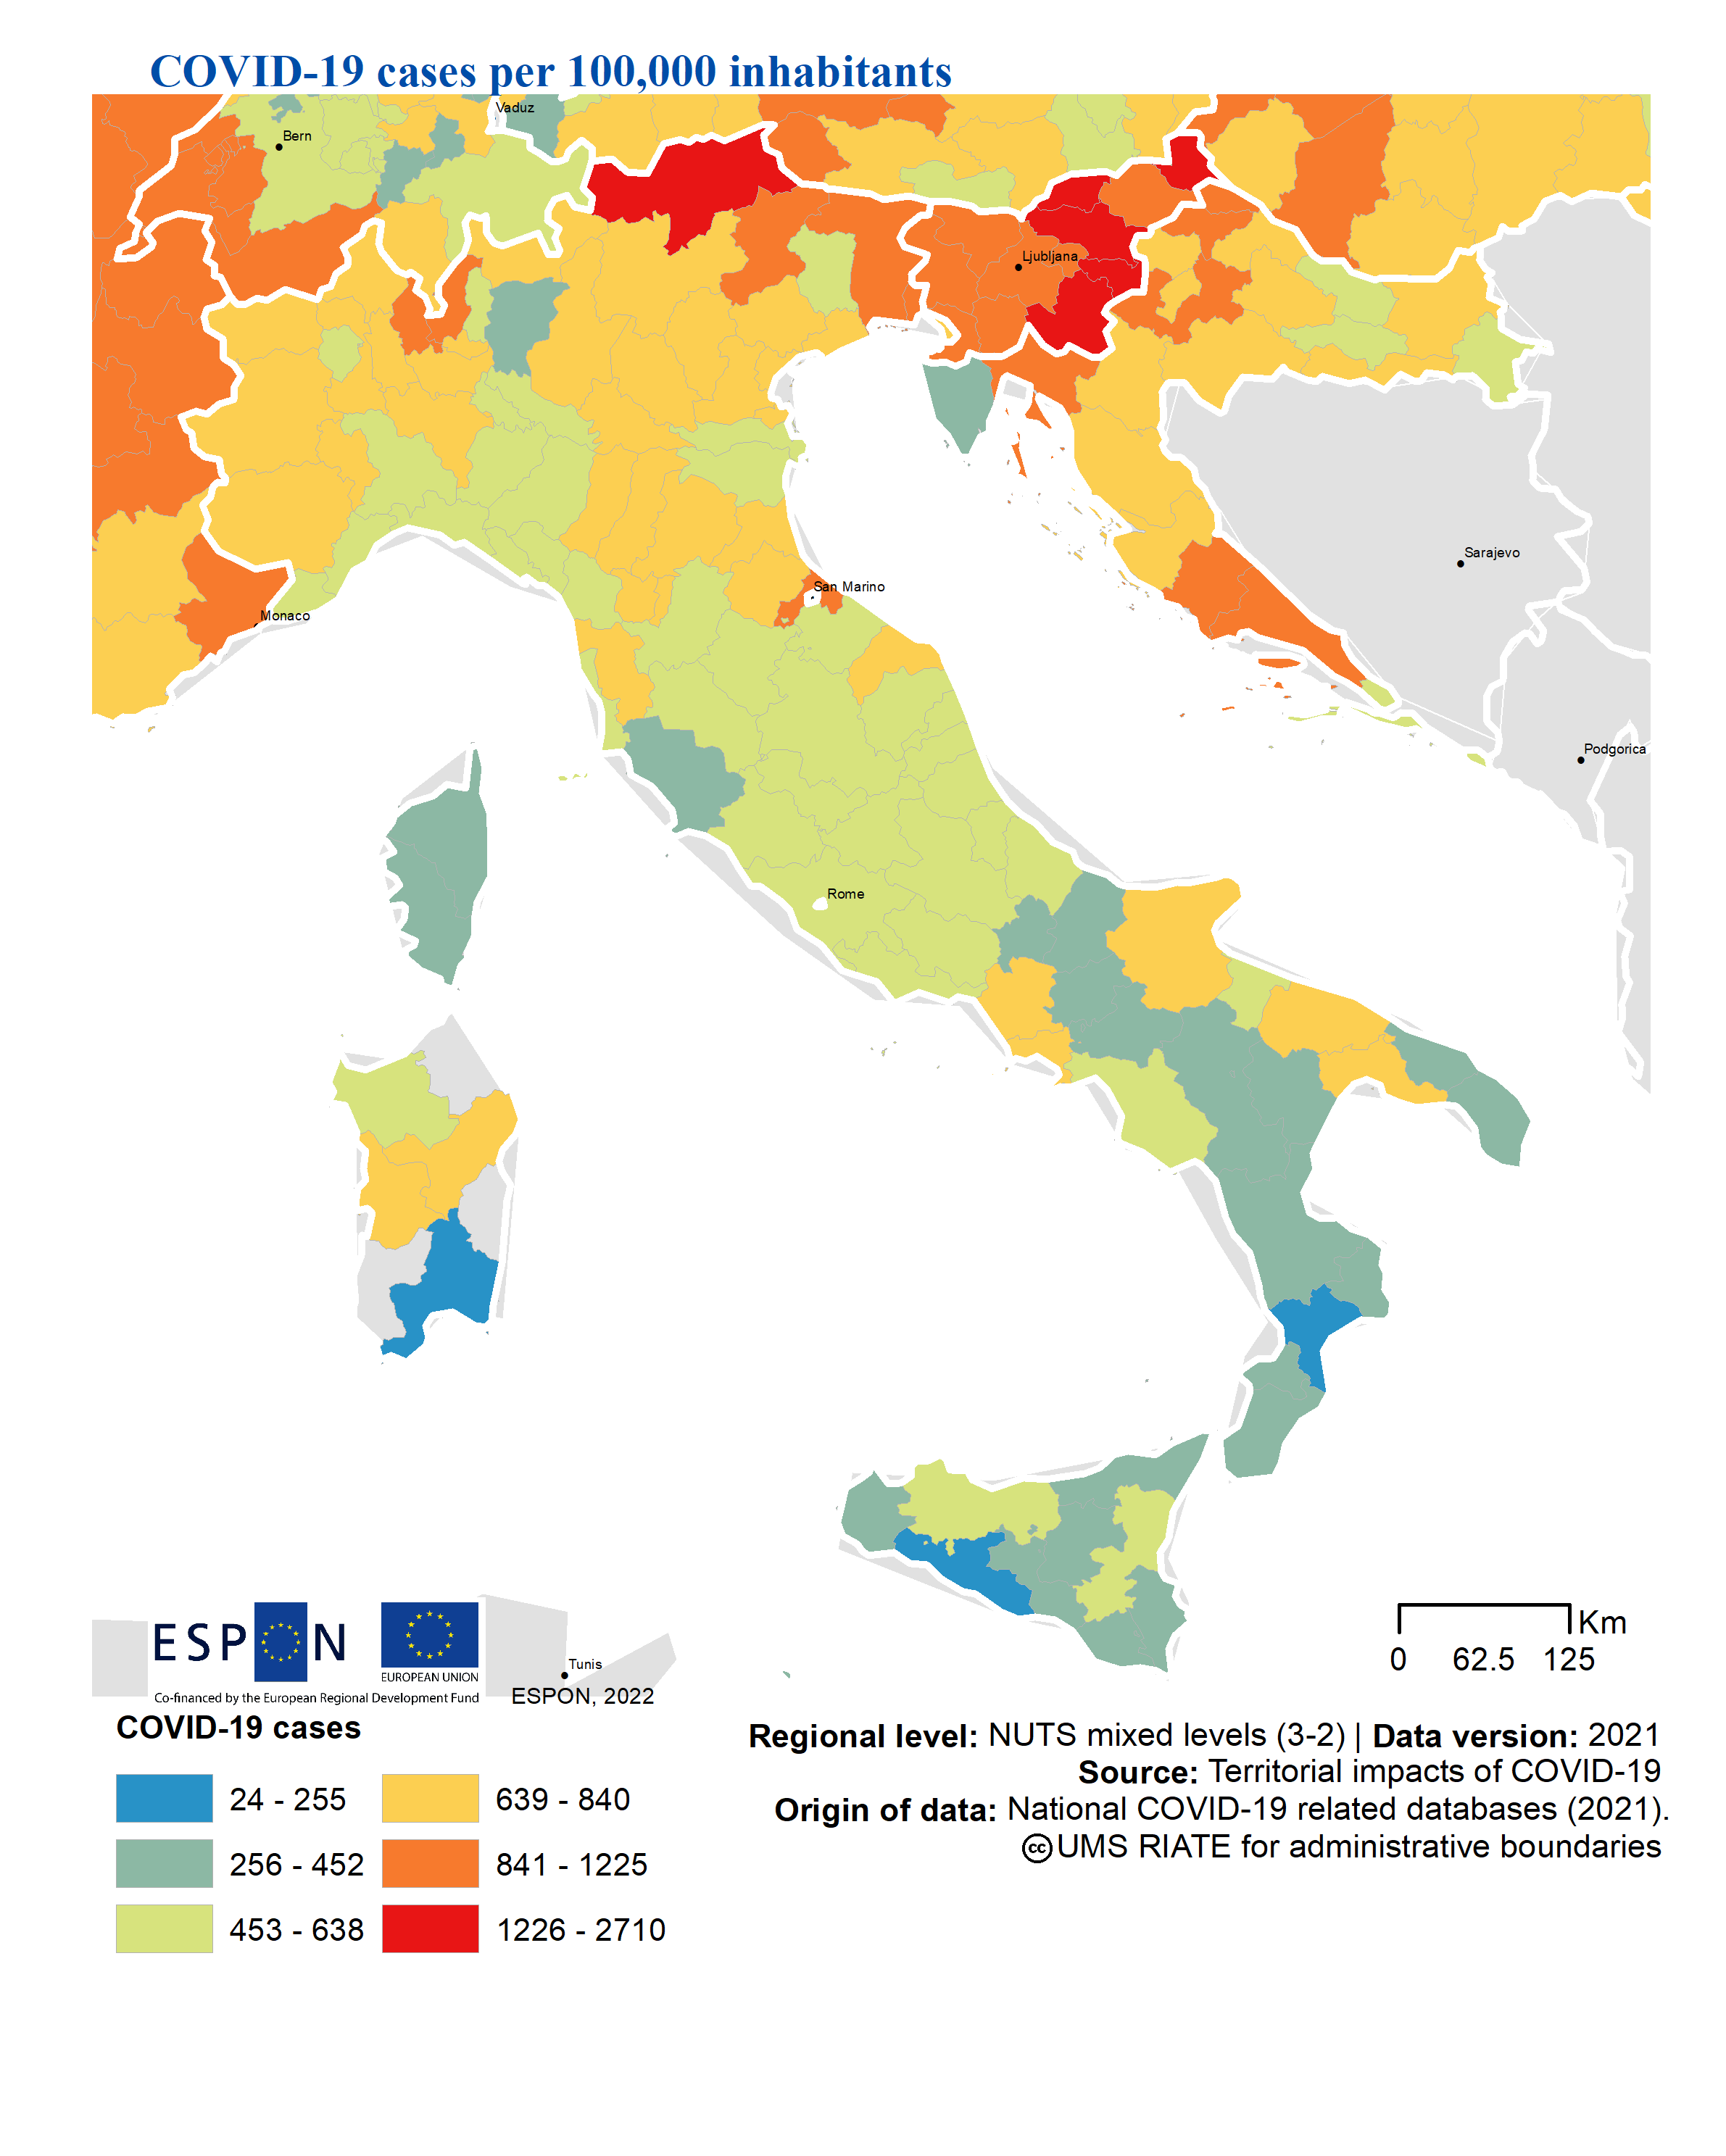 COVID-19 cases per 100,000 inhabitants
Vaduz
Bern
Ljubljana
Sarajevo
San Marino
Monaco
Podgorica
Rome
ESPON
EUROPEAN UNION
Co-financed by the European Regional Development Fund
Tunis
ESPON, 2022
Km
0 62.5 125
COVID-19 cases
24 - 255
256 - 452
453 - 638
639 - 840
841 - 1225
1226 - 2710
Regional level: NUTS mixed levels (3-2) | Data version: 2021
Source: Territorial impacts of COVID-19
Origin of data: National COVID-19 related databases (2021).
cc UMS RIATE for administrative boundaries